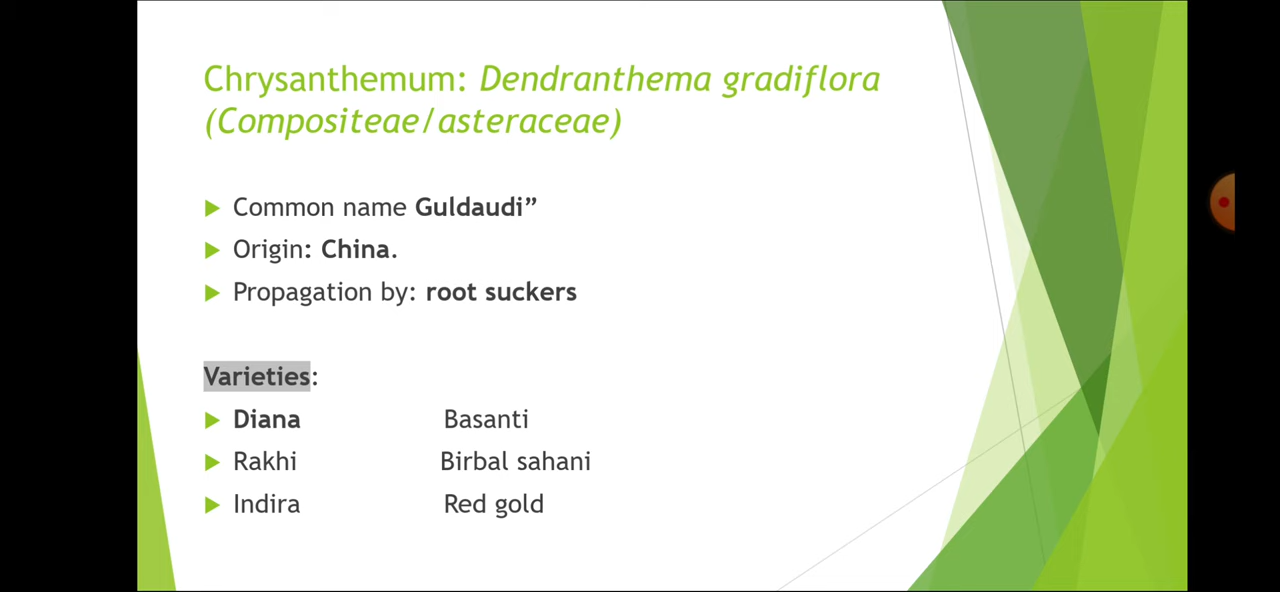 Chrysanthemum: Dendranthema gradiflora
(Compositeae/asteraceae)
Common name Guldaudi”
Origin: China.
Propagation by: root suckers
Varieties:
Diana Basanti
Rakhi Birbal sahani
Indira Red gold